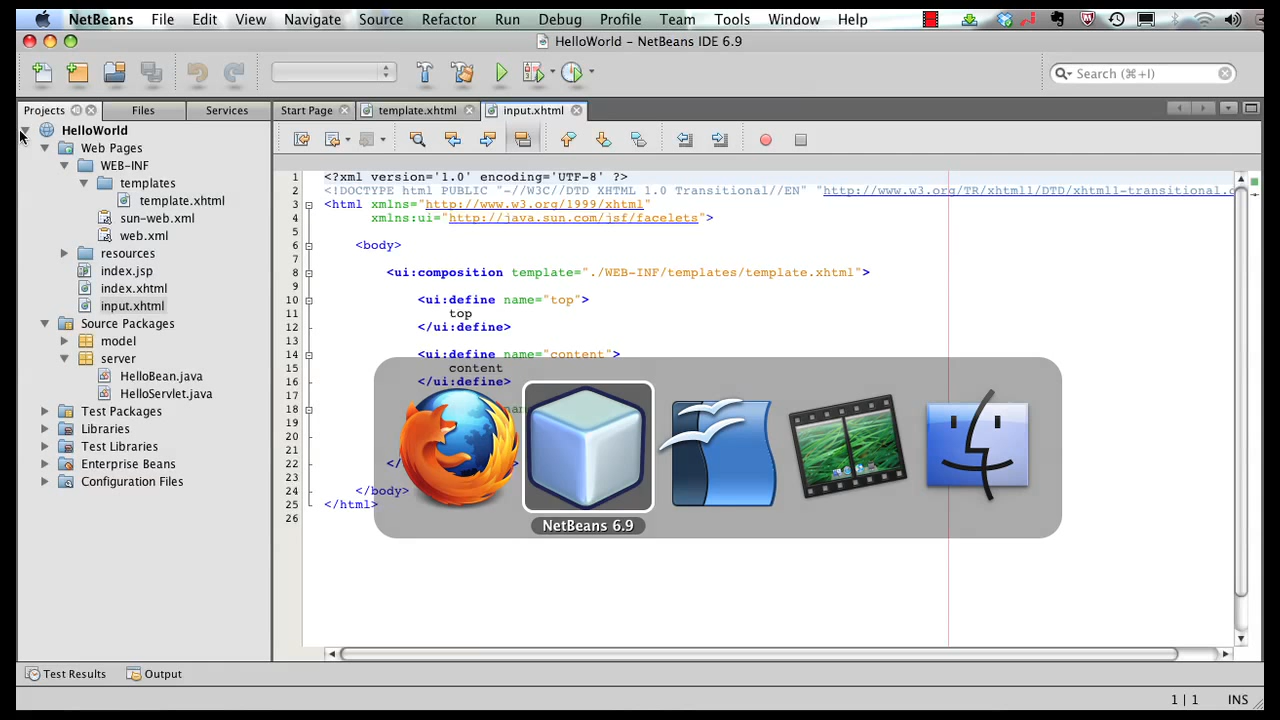 NetBeans File Edit View Navigate Source Refactor Run Debug Profile Team Tools Window Help
HelloWorld – NetBeans IDE 6.9
Search (⌘+I)
Projects Files Services
Start Page template.xhtml input.xhtml
HelloWorld
Web Pages
WEB-INF
templates
template.xhtml
sun-web.xml
web.xml
resources
index.jsp
index.xhtml
input.xhtml
Source Packages
model
server
HelloBean.java
HelloServlet.java
Test Packages
Libraries
Test Libraries
Enterprise Beans
Configuration Files
1 <?xml version='1.0' encoding='UTF-8' ?>
2 <!DOCTYPE html PUBLIC "-//W3C//DTD XHTML 1.0 Transitional//EN" "http://www.w3.org/TR/xhtml1/DTD/xhtml1-transitional.
3 <html xmlns="http://www.w3.org/1999/xhtml"
4 xmlns:ui="http://java.sun.com/jsf/facelets">
5
6 <body>
7
8 <ui:composition template="./WEB-INF/templates/template.xhtml">
9
10 <ui:define name="top">
11 top
12 </ui:define>
13
14 <ui:define name="content">
15 content
16 </ui:define>
17
18
19
20
21
22 </
23
24 </body>
25 </html>
26
NetBeans 6.9
Test Results Output
1 | 1 INS